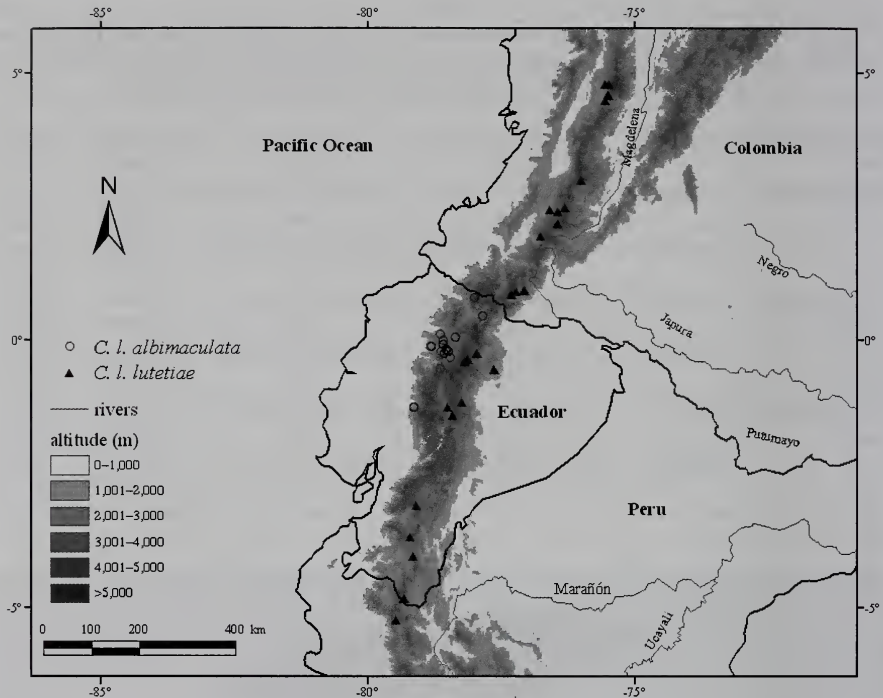 -85°
-80°
-75°
5°
5°
Pacific Ocean
Magdelena
Colombia
N
Negro
0°
0°
Japura
C. l. albimaculata
C. l. lutetiae
rivers
Ecuador
Putumayo
altitude (m)
0–1,000
1,001–2,000
2,001–3,000
3,001–4,000
4,001–5,000
>5,000
Peru
Marañón
Ucayali
-5°
-5°
0 100 200 400 km
-85°
-80°
-75°